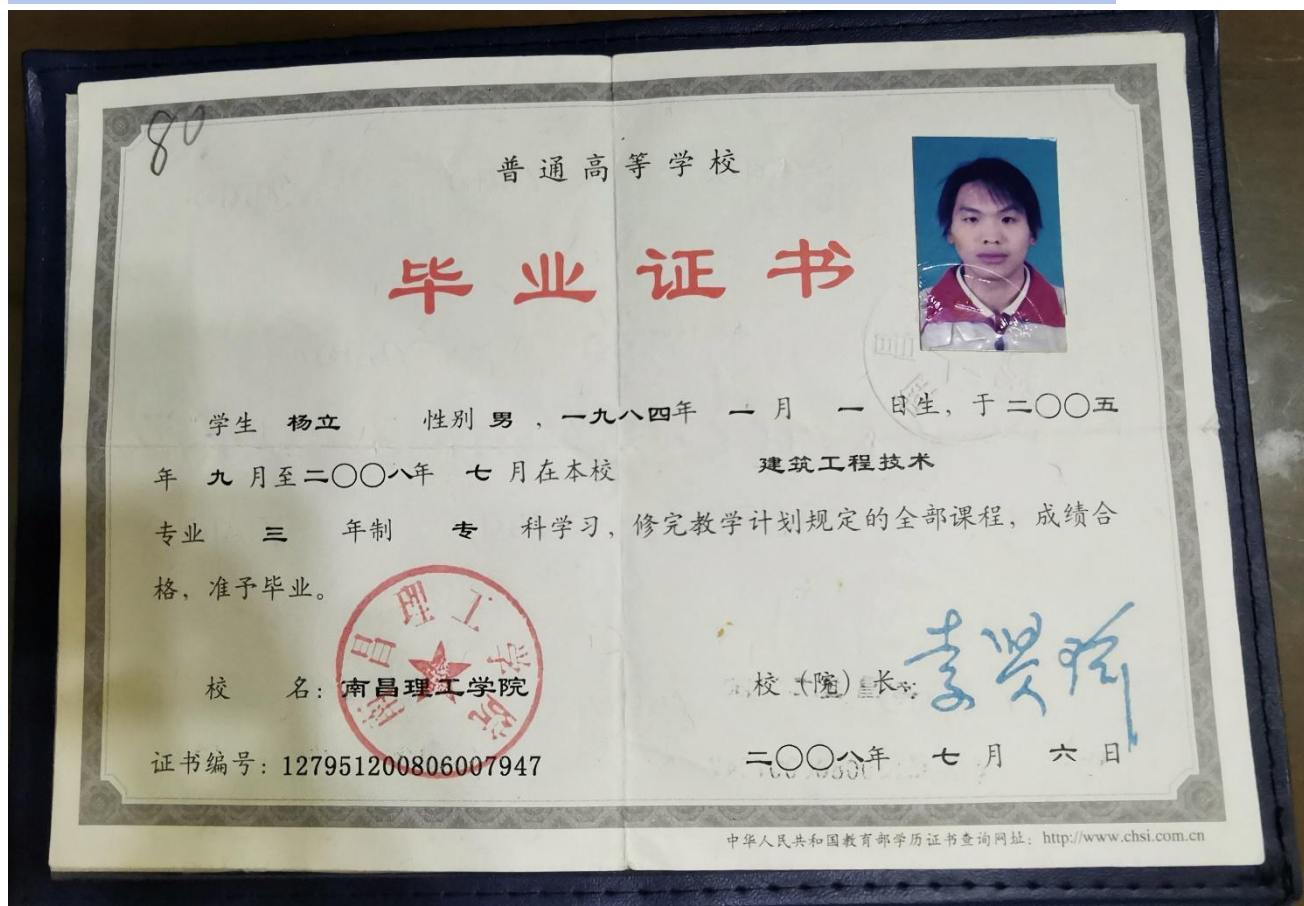 80
普通高等学校
毕业证书
学生 杨立 性别 男，一九八四年 一月 一日生，于二〇〇五
年 九月至二〇〇八年 七月在本校 建筑工程技术
专业 三 年制 专 科学习，修完教学计划规定的全部课程，成绩合
格，准予毕业。
南昌理工学院
校 名：南昌理工学院 校（院）长
证书编号：127951200806007947 二〇〇八年 七月 六日
中华人民共和国教育部学历证书查询网址：http://www.chsi.com.cn